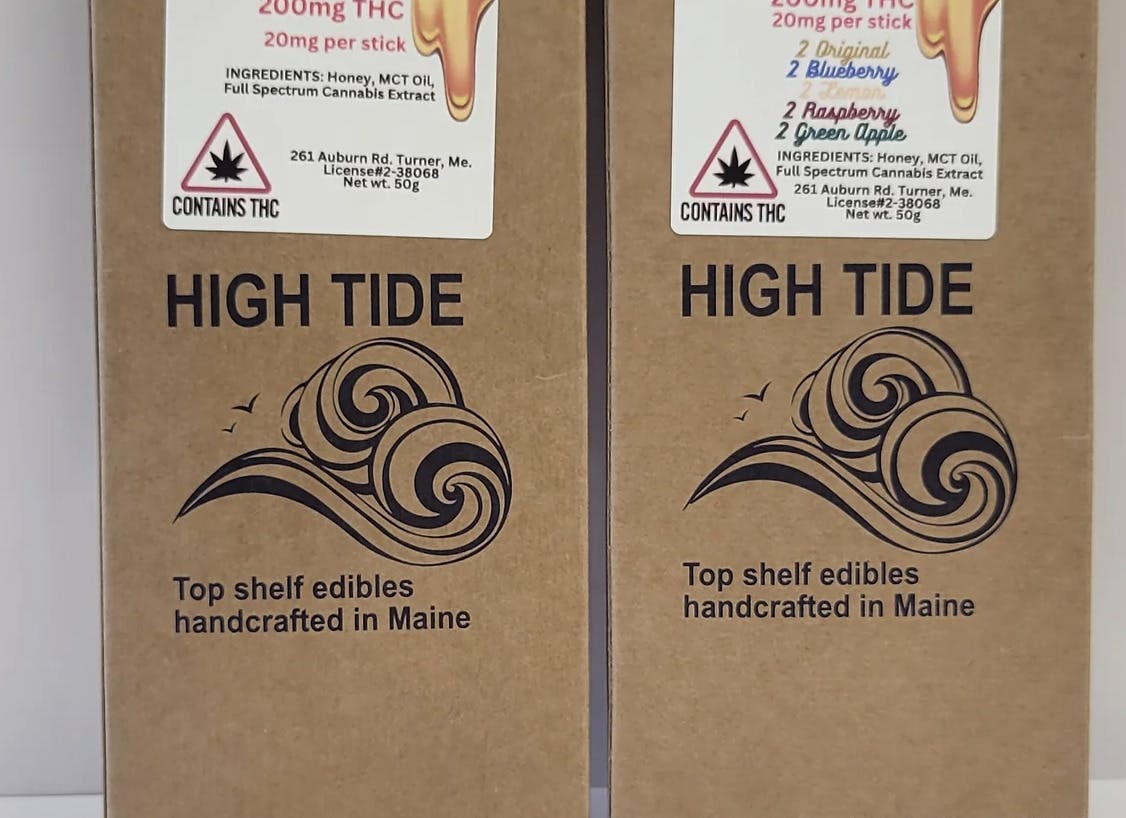 200mg THC
20mg per stick
INGREDIENTS: Honey, MCT Oil,
Full Spectrum Cannabis Extract
261 Auburn Rd. Turner, Me.
License#2-38068
Net wt. 50g
CONTAINS THC
HIGH TIDE
Top shelf edibles
handcrafted in Maine
200mg THC
20mg per stick
2 Original
2 Blueberry
2 Lemon
2 Raspberry
2 Green Apple
INGREDIENTS: Honey, MCT Oil,
Full Spectrum Cannabis Extract
261 Auburn Rd. Turner, Me.
License#2-38068
Net wt. 50g
CONTAINS THC
HIGH TIDE
Top shelf edibles
handcrafted in Maine